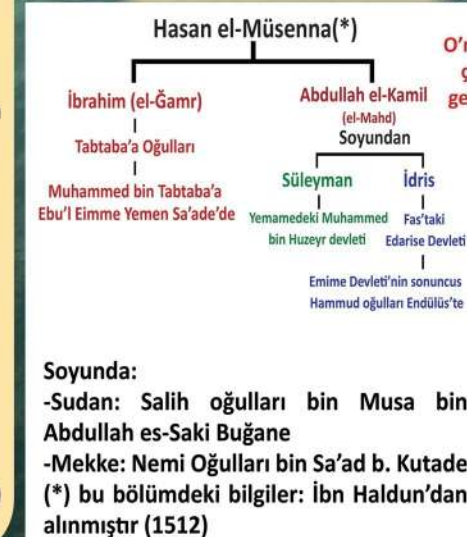 Hasan el-Müsenna(*)
İbrahim (el-Ğamr)
Tabtaba'a Oğulları
Muhammed bin Tabtaba'a
Ebu'l Eimme Yemen Sa'ade'de
Abdullah el-Kamil
(el-Mahd)
Soyundan
Süleyman
Yemamedeki Muhammed
bin Huzeyr devleti
İdris
Fas'taki
Edarise Devleti
Emime Devleti'nin sonuncus
Hammud oğulları Endülüs'te
Soyunda:
-Sudan: Salih oğulları bin Musa bin
Abdullah es-Saki Buğane
-Mekke: Nemi Oğulları bin Sa'ad b. Kutade
(*) bu bölümdeki bilgiler: İbn Haldun'dan
alınmıştır (1512)